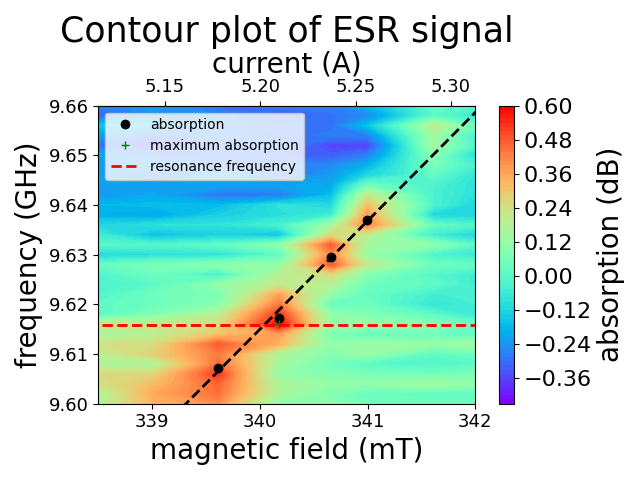 Contour plot of ESR signal
current (A)
5.15 5.20 5.25 5.30
9.66
9.65
9.64
9.63
9.62
9.61
9.60
frequency (GHz)
absorption
maximum absorption
resonance frequency
339 340 341 342
magnetic field (mT)
0.60
0.48
0.36
0.24
0.12
0.00
−0.12
−0.24
−0.36
absorption (dB)